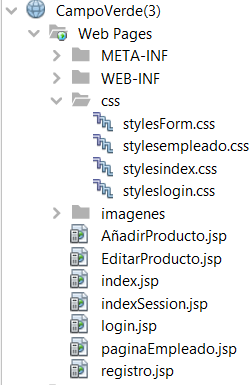 CampoVerde(3)
Web Pages
META-INF
WEB-INF
css
stylesForm.css
stylesempleado.css
stylesindex.css
styleslogin.css
imagenes
AñadirProducto.jsp
EditarProducto.jsp
index.jsp
indexSession.jsp
login.jsp
paginaEmpleado.jsp
registro.jsp